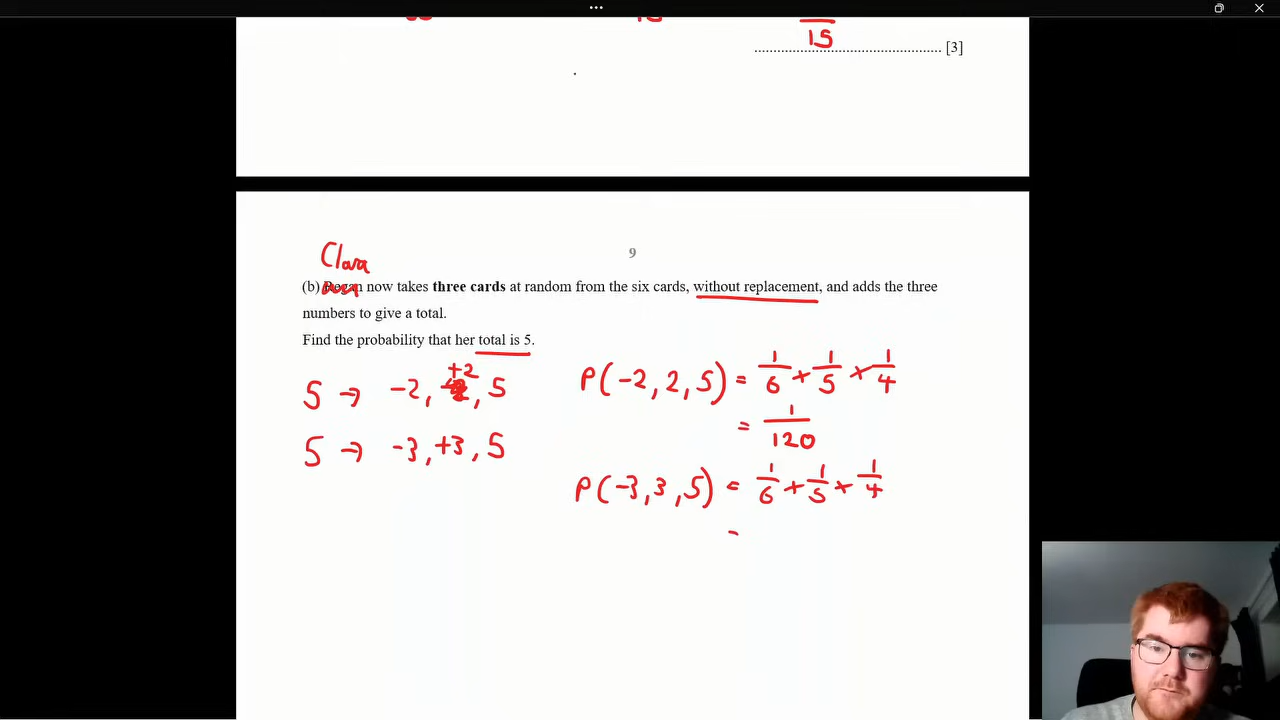 15
[3]
9
Clara
(b) Regan now takes three cards at random from the six cards, without replacement, and adds the three
numbers to give a total.
Find the probability that her total is 5.
5 → -2, +2, 5
5 → -3, +3, 5
P(-2, 2, 5) = 1/6 × 1/5 × 1/4
= 1/120
P(-3, 3, 5) = 1/6 × 1/5 × 1/4
=